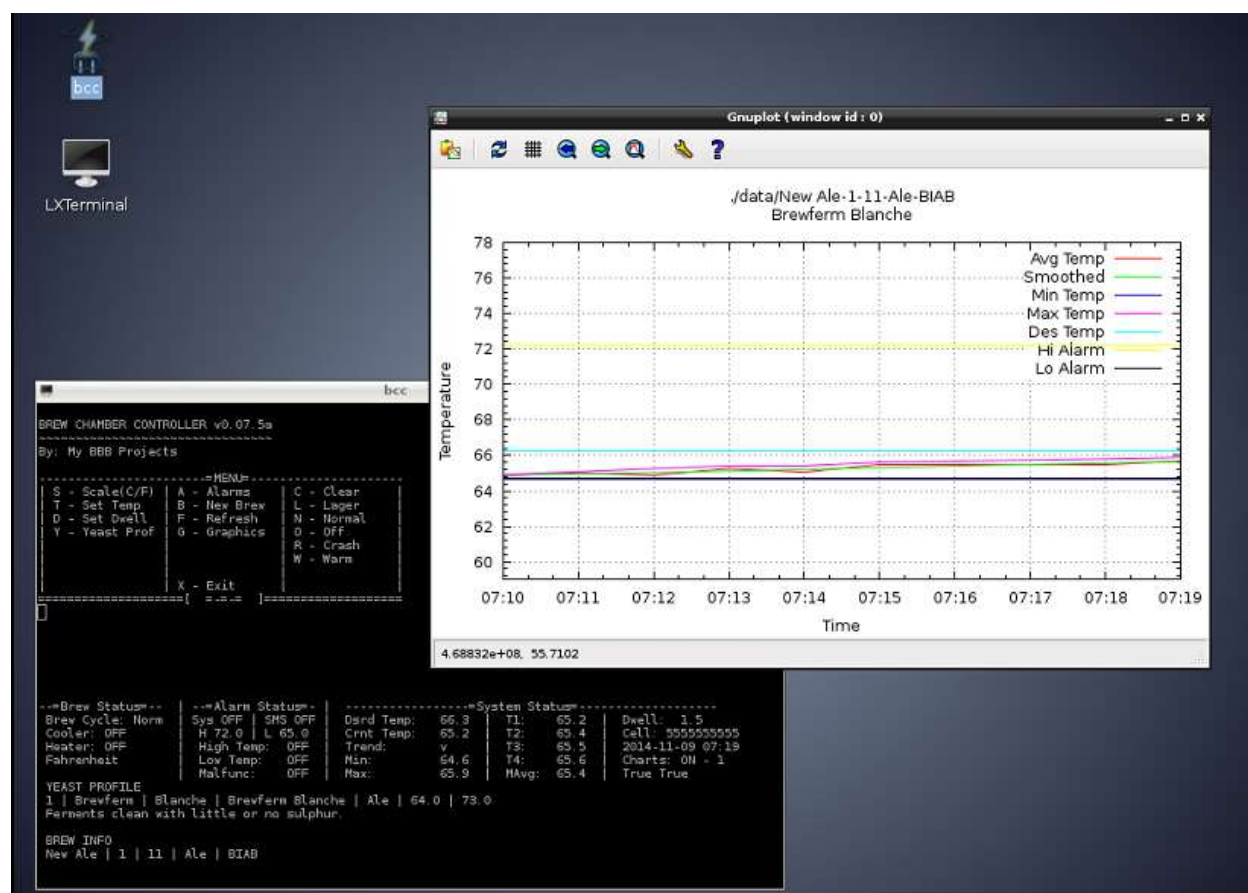 bcc
LXTerminal
Gnuplot (window id : 0)
./data/New Ale-1-11-Ale-BIAB
Brewferm Blanche
78
76
74
72
70
68
66
64
62
60
Temperature
Avg Temp
Smoothed
Min Temp
Max Temp
Des Temp
Hi Alarm
Lo Alarm
07:10 07:11 07:12 07:13 07:14 07:15 07:16 07:17 07:18 07:19
Time
4.68832e+08, 55.7102
bcc
BREW CHAMBER CONTROLLER v0.07.5a
~~~~~~~~~~~~~~~~~~~~~~~~~~~~~~~~
By: My BBB Projects
=MENU=
| S - Scale(C/F) | A - Alarms | C - Clear |
| T - Set Temp | B - New Brew | L - Lager |
| D - Set Dwell | F - Refresh | N - Normal |
| Y - Yeast Prof | G - Graphics | O - Off |
| | | R - Crash |
| | | W - Warm |
| | X - Exit | |
====================[ =-=-= ]===================
--=Brew Status=-- | --=Alarm Status=- | -----------------=System Status=-------------------
Brew Cycle: Norm | Sys OFF | SMS OFF | Dsrd Temp: 66.3 | T1: 65.2 | Dwell: 1.5
Cooler: OFF | H 72.0 | L 65.0 | Crnt Temp: 65.2 | T2: 65.4 | Cell: 5555555555
Heater: OFF | High Temp: OFF | Trend: v | T3: 65.5 | 2014-11-09 07:19
Fahrenheit | Low Temp: OFF | Min: 64.6 | T4: 65.6 | Charts: ON - 1
| Malfunc: OFF | Max: 65.9 | MAvg: 65.4 | True True
YEAST PROFILE
1 | Brewferm | Blanche | Brewferm Blanche | Ale | 64.0 | 73.0
Ferments clean with little or no sulphur.
BREW INFO
New Ale | 1 | 11 | Ale | BIAB